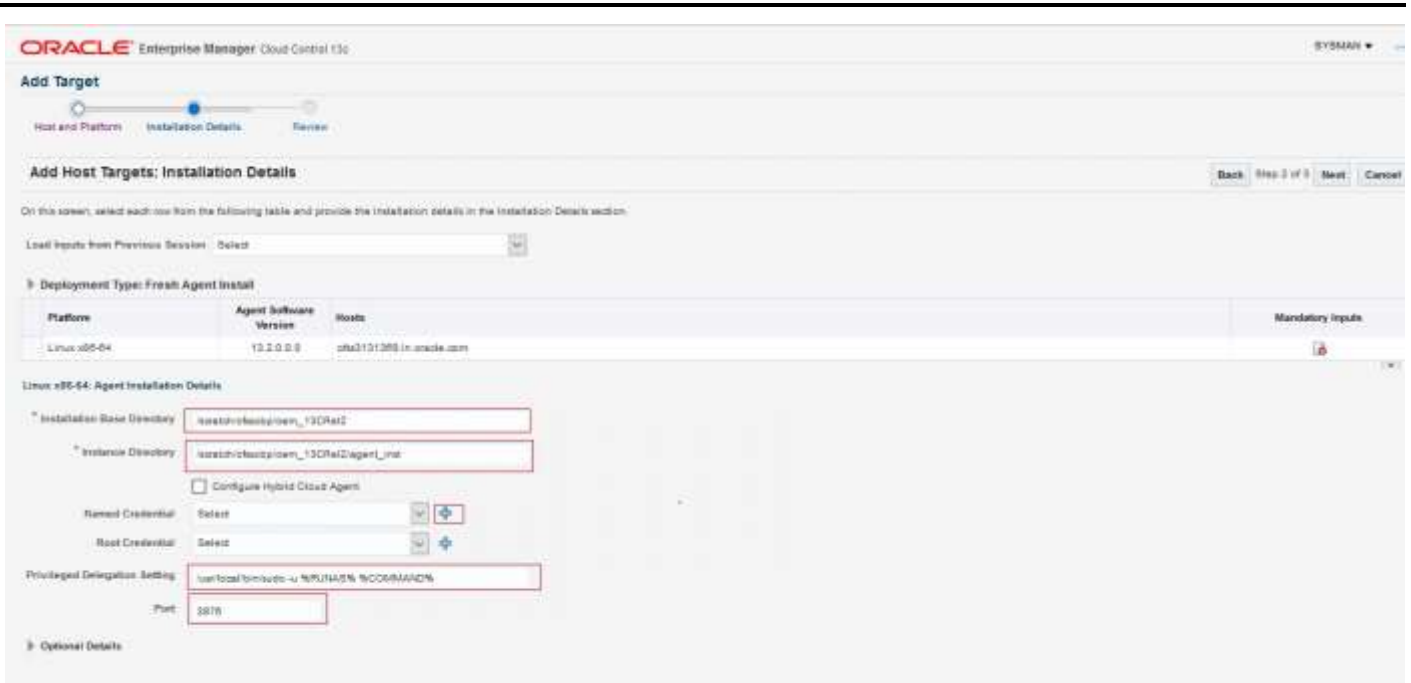 ORACLE Enterprise Manager Cloud Control 13c
SYSMAN
Add Target
Host and Platform Installation Details Review
Add Host Targets: Installation Details
Back Step 2 of 3 Next Cancel
On this screen, select each row from the following table and provide the installation details in the Installation Details section.
Load Inputs from Previous Session Select
Deployment Type: Fresh Agent Install
Platform Agent Software Version Hosts Mandatory Inputs
Linux x86-64 13.2.0.0.0
Linux x86-64: Agent Installation Details
* Installation Base Directory
* Instance Directory
Configure Hybrid Cloud Agent
Named Credential Select
Root Credential Select
Privileged Delegation Setting /usr/local/bin/sudo -u %RUNAS% %COMMAND%
Port 3876
Optional Details